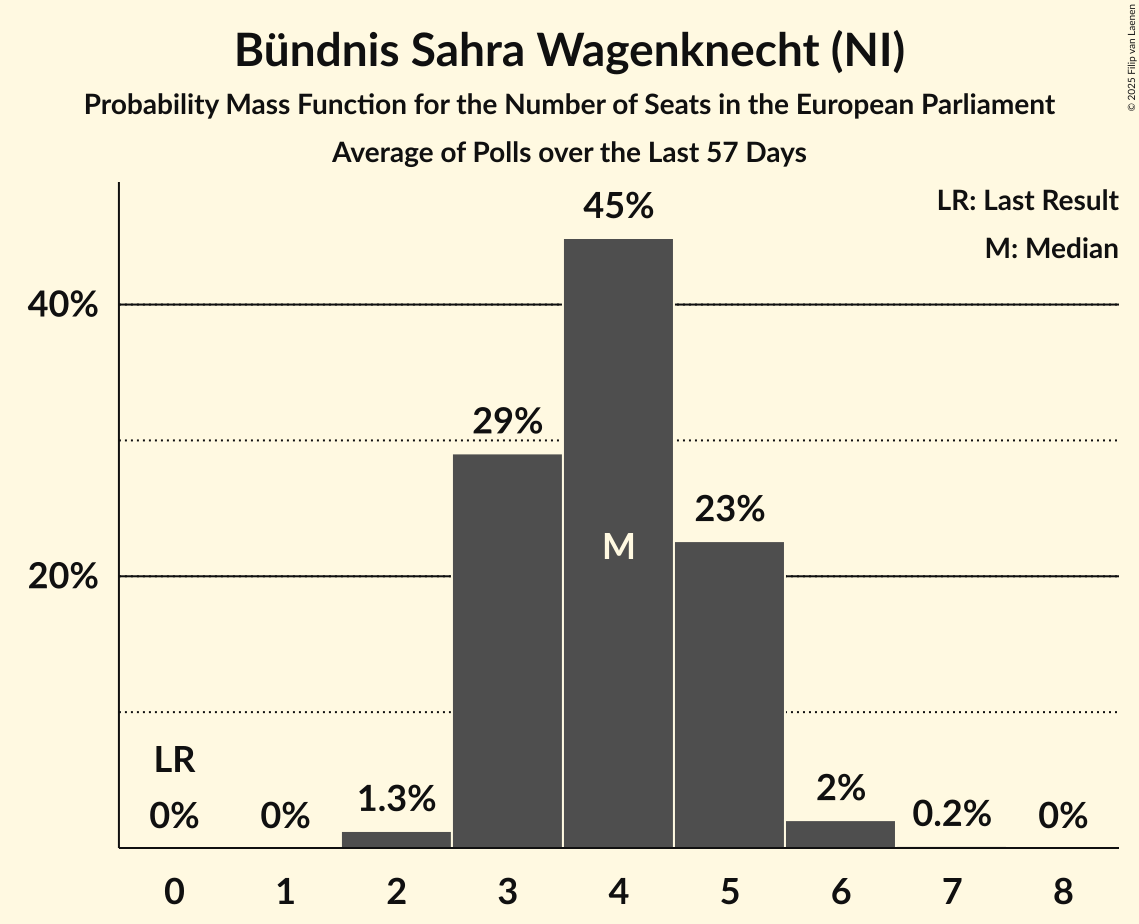 Bündnis Sahra Wagenknecht (NI)
Probability Mass Function for the Number of Seats in the European Parliament
Average of Polls over the Last 57 Days
© 2025 Filip van Laenen
LR: Last Result
M: Median
45%
40%
29%
23%
M
20%
LR
0%
0%
1.3%
2%
0.2%
0%
0
1
2
3
4
5
6
7
8